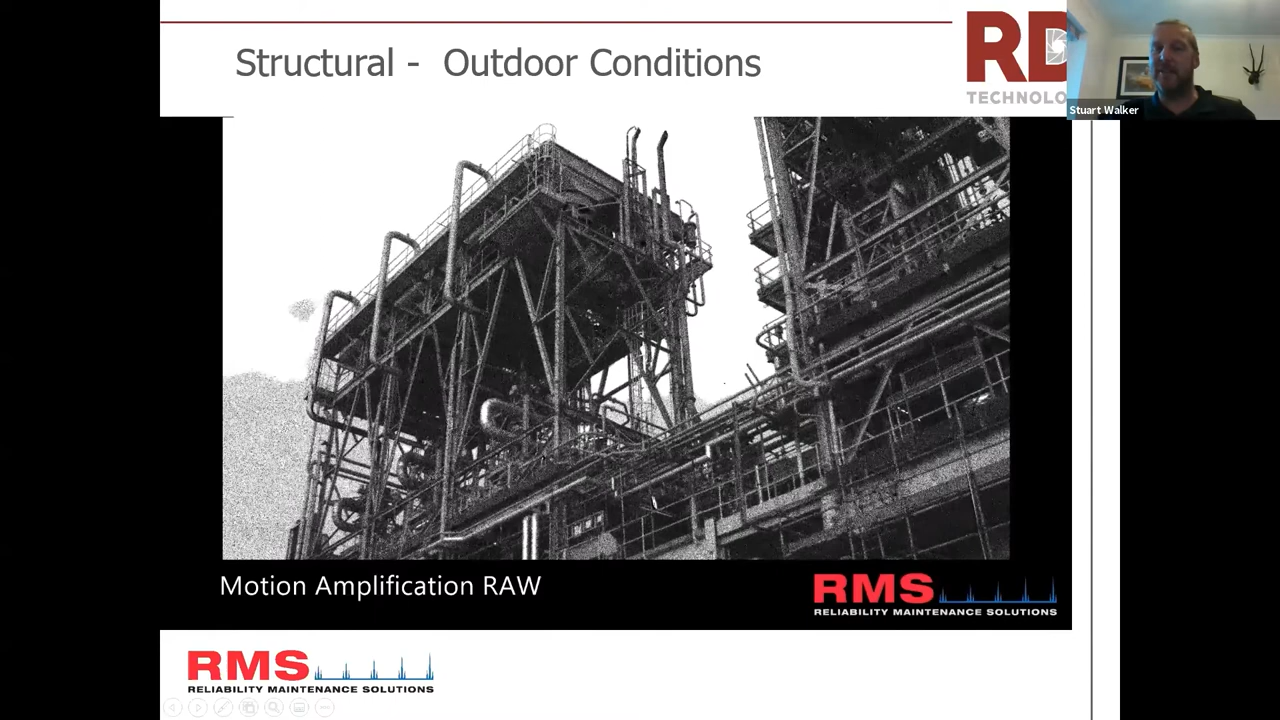 Structural - Outdoor Conditions
RD
TECHNOLO
Stuart Walker
Motion Amplification RAW
RMS
RELIABILITY MAINTENANCE SOLUTIONS
RMS
RELIABILITY MAINTENANCE SOLUTIONS